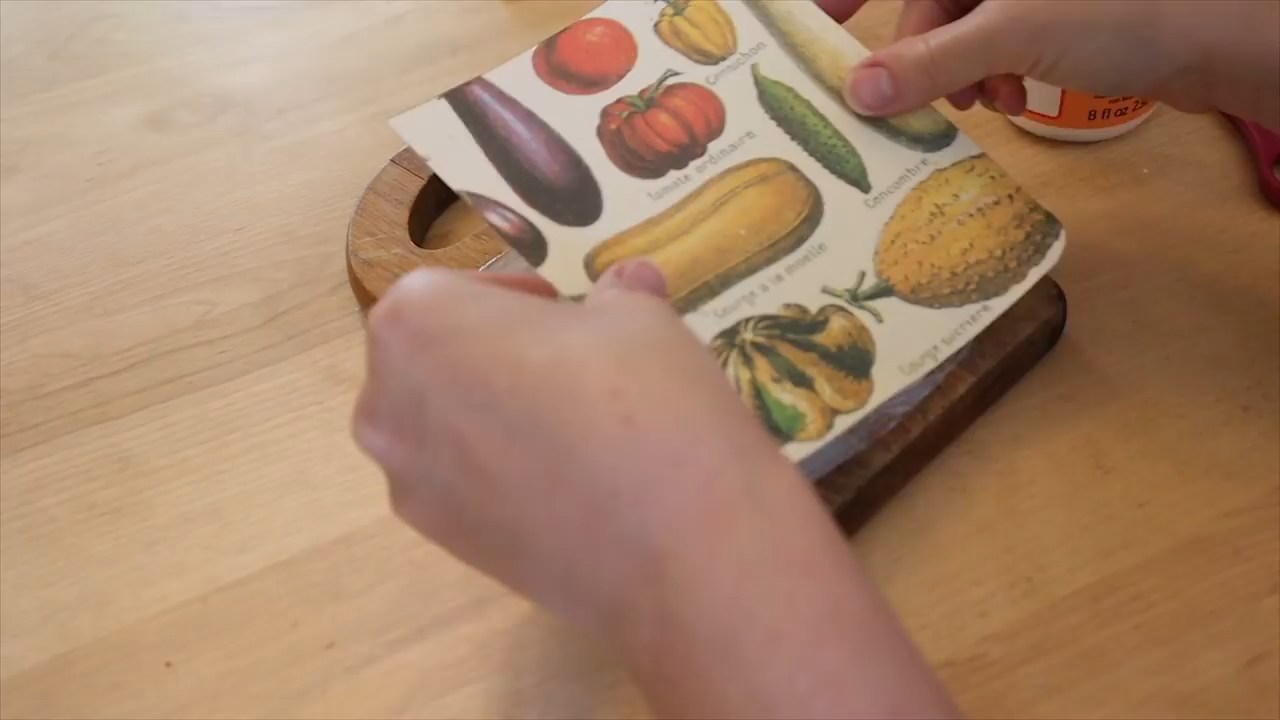 Cornichon
Tomate ordinaire
Concombre.
Courge à la moelle
Courge sucrière
8 fl oz